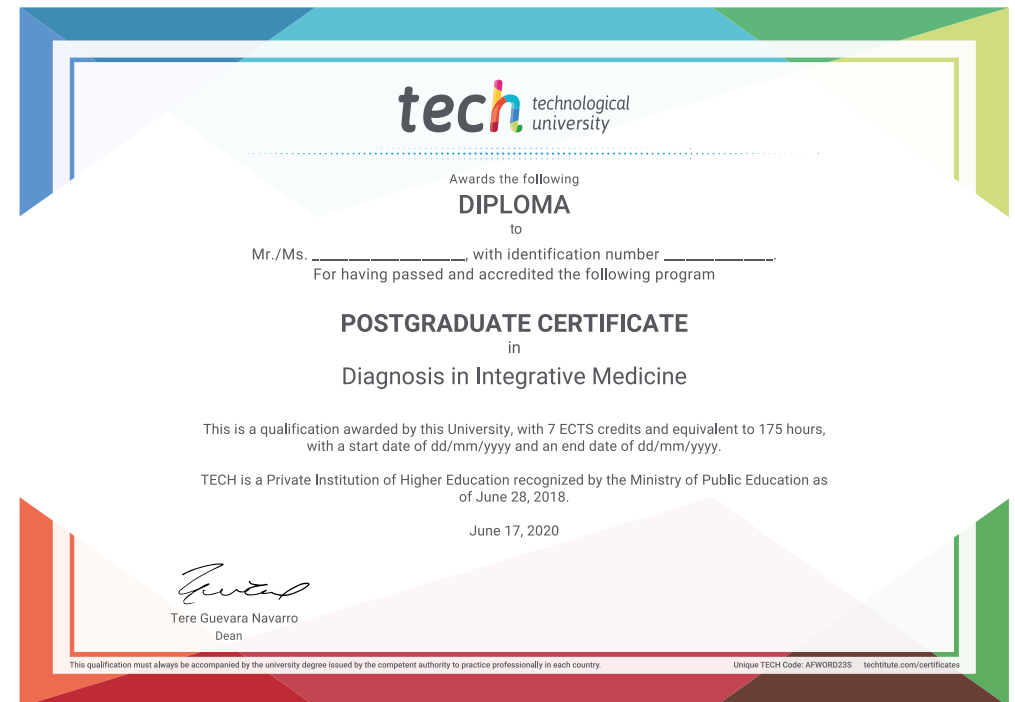 tech technological
university
Awards the following
DIPLOMA
to
Mr./Ms. ____________________, with identification number ______________.
For having passed and accredited the following program
POSTGRADUATE CERTIFICATE
in
Diagnosis in Integrative Medicine
This is a qualification awarded by this University, with 7 ECTS credits and equivalent to 175 hours,
with a start date of dd/mm/yyyy and an end date of dd/mm/yyyy.
TECH is a Private Institution of Higher Education recognized by the Ministry of Public Education as
of June 28, 2018.
June 17, 2020
Tere Guevara Navarro
Dean
This qualification must always be accompanied by the university degree issued by the competent authority to practice professionally in each country.
Unique TECH Code: AFWORD23S techtitute.com/certificates